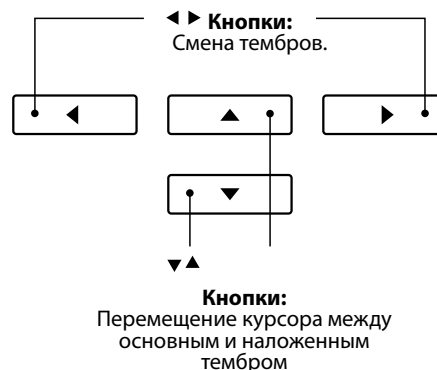 ◀ ▶ Кнопки:
Смена тембров.
◀ ▲ ▶
▼
▼▲
Кнопки:
Перемещение курсора между
основным и наложенным
тембром